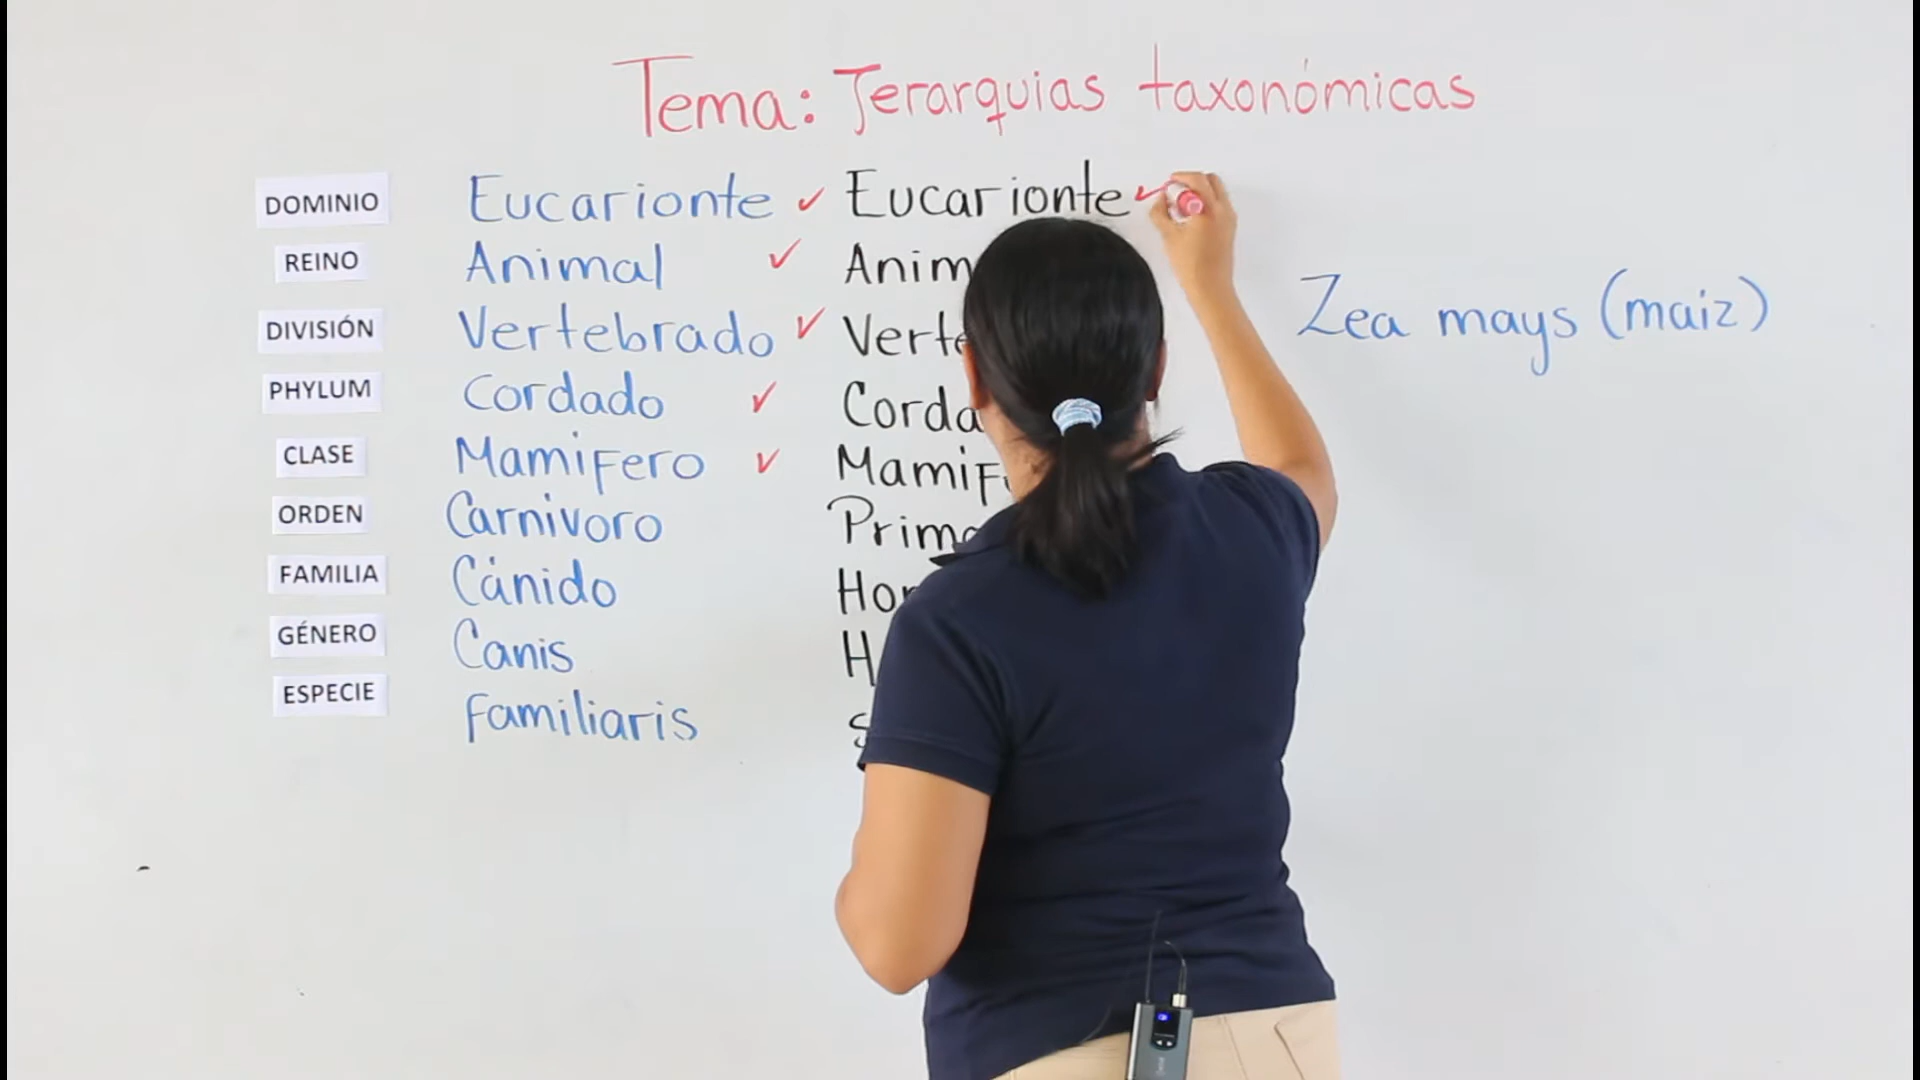 Tema: Jerarquias taxonómicas
DOMINIO Eucarionte Eucarionte
REINO Animal
DIVISIÓN Vertebrado
PHYLUM Cordado
CLASE Mamifero
ORDEN Carnivoro
FAMILIA Cánido
GÉNERO Canis
ESPECIE familiaris
Zea mays (maiz)